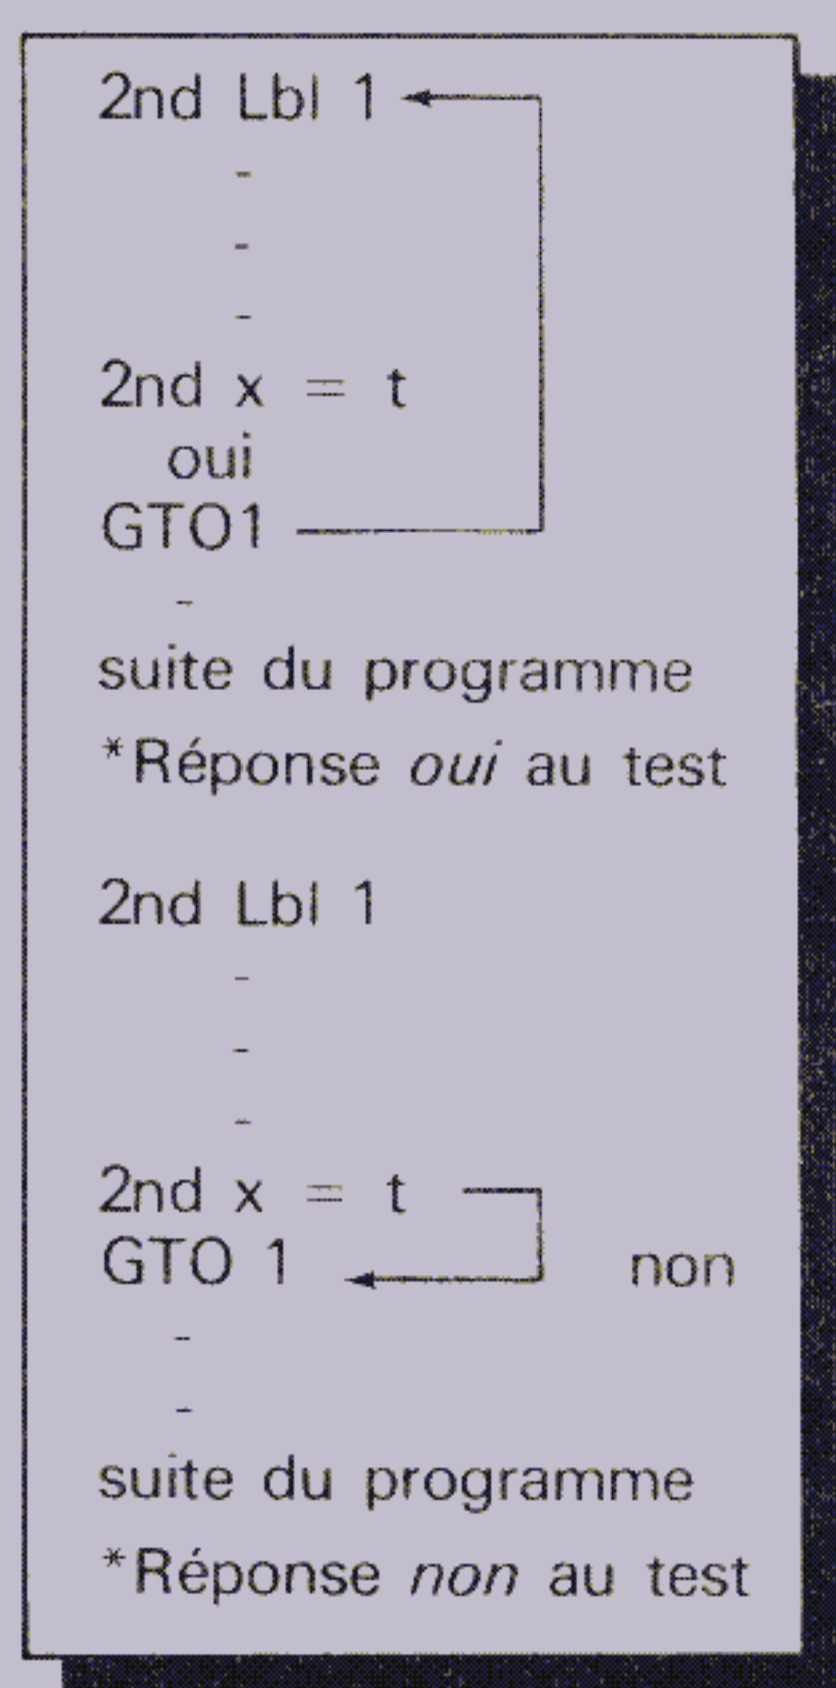 2nd Lbl 1
-
-
-
2nd x = t
oui
GTO1
-
suite du programme
*Réponse oui au test
2nd Lbl 1
-
-
-
2nd x = t
GTO 1 non
-
-
suite du programme
*Réponse non au test